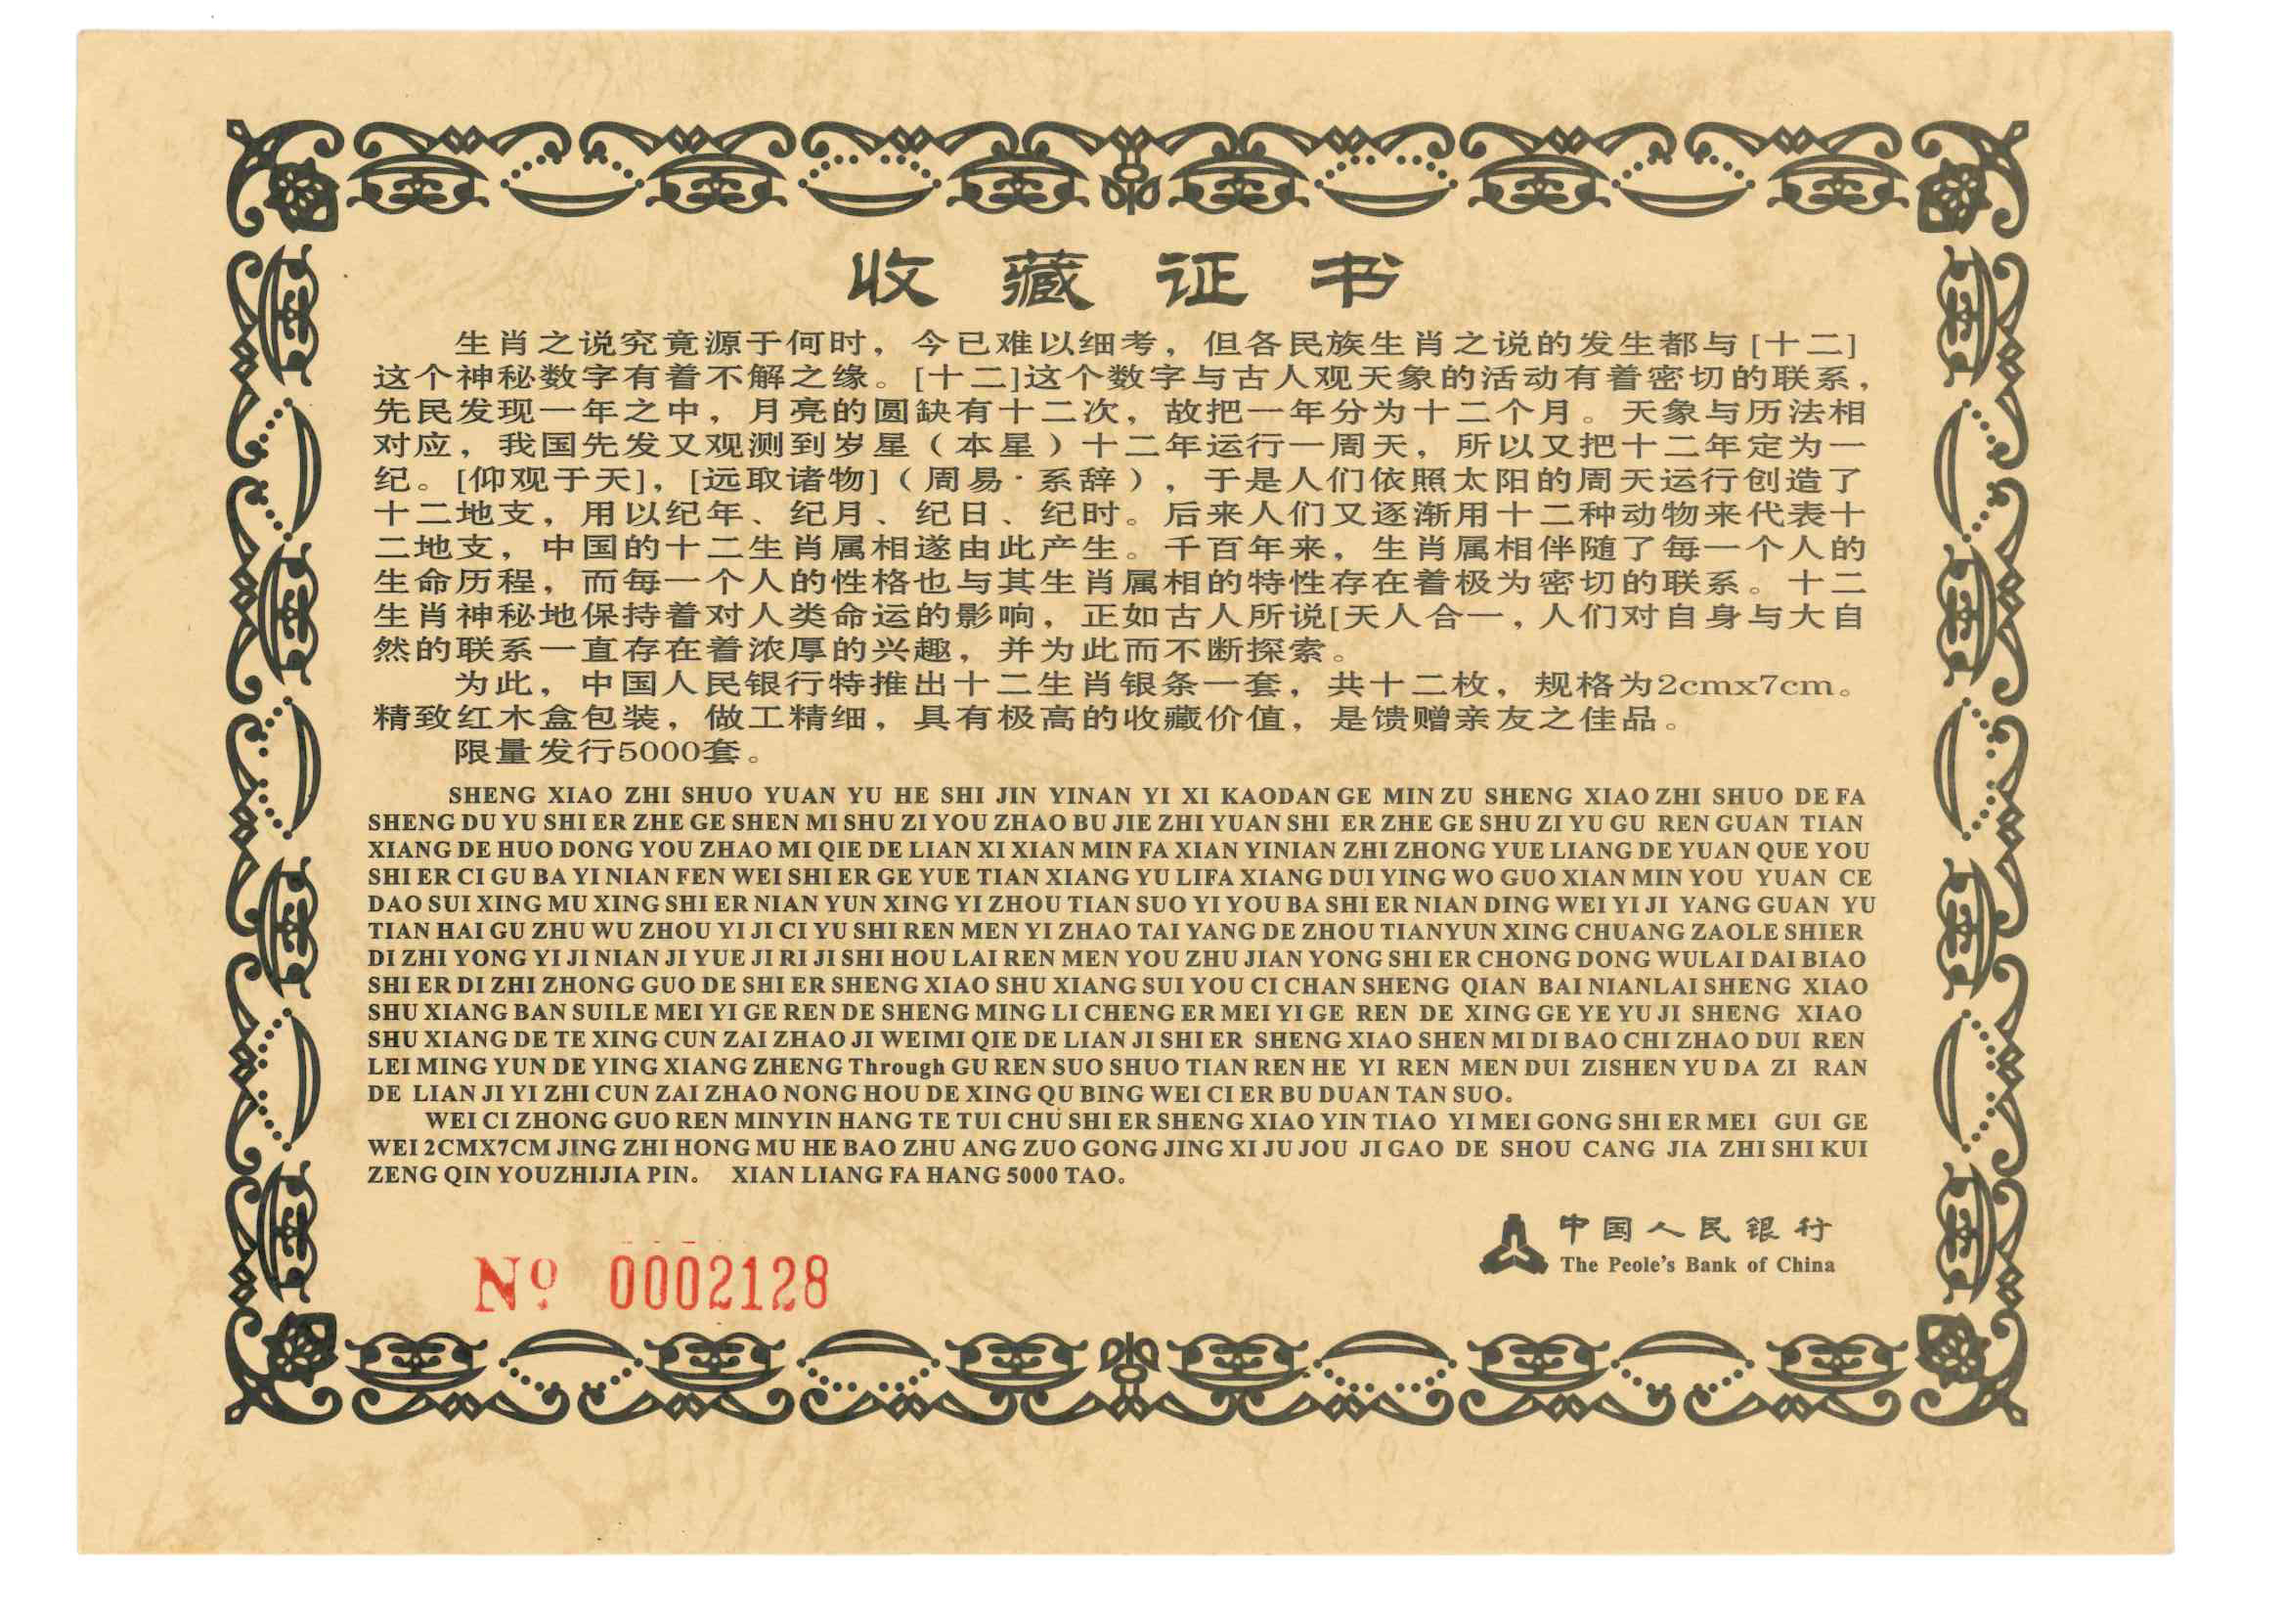 收藏证书
生肖之说究竟源于何时，今已难以细考，但各民族生肖之说的发生都与[十二]
这个神秘数字有着不解之缘。[十二]这个数字与古人观天象的活动有着密切的联系，
先民发现一年之中，月亮的圆缺有十二次，故把一年分为十二个月。天象与历法相
对应，我国先发又观测到岁星（本星）十二年运行一周天，所以又把十二年定为一
纪。[仰观于天]，[远取诸物]（周易·系辞），于是人们依照太阳的周天运行创造了
十二地支，用以纪年、纪月、纪日、纪时。后来人们又逐渐用十二种动物来代表十
二地支，中国的十二生肖属相遂由此产生。千百年来，生肖属相伴随了每一个人的
生命历程，而每一个人的性格也与其生肖属相的特性存在着极为密切的联系。十二
生肖神秘地保持着对人类命运的影响，正如古人所说[天人合一，人们对自身与大自
然的联系一直存在着浓厚的兴趣，并为此而不断探索。
为此，中国人民银行特推出十二生肖银条一套，共十二枚，规格为2cmx7cm。
精致红木盒包装，做工精细，具有极高的收藏价值，是馈赠亲友之佳品。
限量发行5000套。
SHENG XIAO ZHI SHUO YUAN YU HE SHI JIN YINAN YI XI KAODAN GE MIN ZU SHENG XIAO ZHI SHUO DE FA
SHENG DU YU SHI ER ZHE GE SHEN MI SHU ZI YOU ZHAO BU JIE ZHI YUAN SHI ER ZHE GE SHU ZI YU GU REN GUAN TIAN
XIANG DE HUO DONG YOU ZHAO MI QIE DE LIAN XI XIAN MIN FA XIAN YINIAN ZHI ZHONG YUE LIANG DE YUAN QUE YOU
SHI ER CI GU BA YI NIAN FEN WEI SHI ER GE YUE TIAN XIANG YU LIFA XIANG DUI YING WO GUO XIAN MIN YOU YUAN CE
DAO SUI XING MU XING SHI ER NIAN YUN XING YI ZHOU TIAN SUO YI YOU BA SHI ER NIAN DING WEI YI JI YANG GUAN YU
TIAN HAI GU ZHU WU ZHOU YI JI CI YU SHI REN MEN YI ZHAO TAI YANG DE ZHOU TIANYUN XING CHUANG ZAOLE SHIER
DI ZHI YONG YI JI NIAN JI YUE JI RI JI SHI HOU LAI REN MEN YOU ZHU JIAN YONG SHI ER CHONG DONG WULAI DAI BIAO
SHI ER DI ZHI ZHONG GUO DE SHI ER SHENG XIAO SHU XIANG SUI YOU CI CHAN SHENG QIAN BAI NIANLAI SHENG XIAO
SHU XIANG BAN SUILE MEI YI GE REN DE SHENG MING LI CHENG ER MEI YI GE REN DE XING GE YE YU JI SHENG XIAO
SHU XIANG DE TE XING CUN ZAI ZHAO JI WEIMI QIE DE LIAN JI SHI ER SHENG XIAO SHEN MI DI BAO CHI ZHAO DUI REN
LEI MING YUN DE YING XIANG ZHENG Through GU REN SUO SHUO TIAN REN HE YI REN MEN DUI ZISHEN YU DA ZI RAN
DE LIAN JI YI ZHI CUN ZAI ZHAO NONG HOU DE XING QU BING WEI CI ER BU DUAN TAN SUO。
WEI CI ZHONG GUO REN MINYIN HANG TE TUI CHU SHI ER SHENG XIAO YIN TIAO YI MEI GONG SHI ER MEI GUI GE
WEI 2CMX7CM JING ZHI HONG MU HE BAO ZHU ANG ZUO GONG JING XI JU JOU JI GAO DE SHOU CANG JIA ZHI SHI KUI
ZENG QIN YOUZHIJIA PIN。 XIAN LIANG FA HANG 5000 TAO。
中国人民银行
The Peole's Bank of China
Nº 0002128